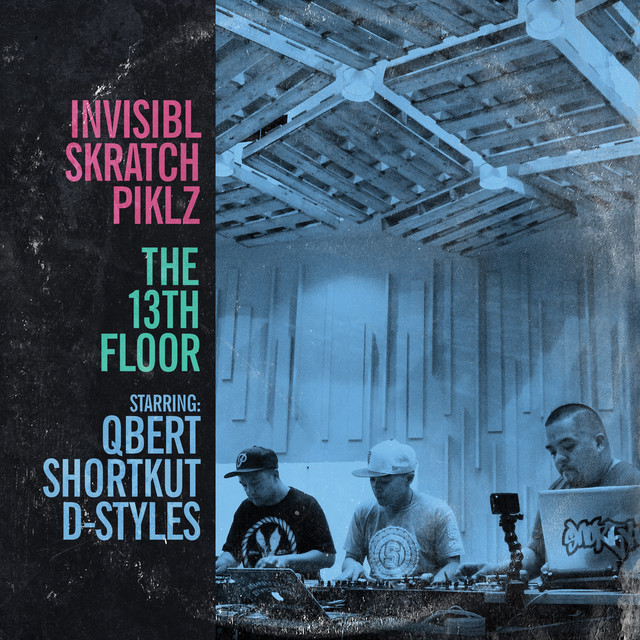 INVISIBL
SKRATCH
PIKLZ
THE
13TH
FLOOR
STARRING:
QBERT
SHORTKUT
D-STYLES